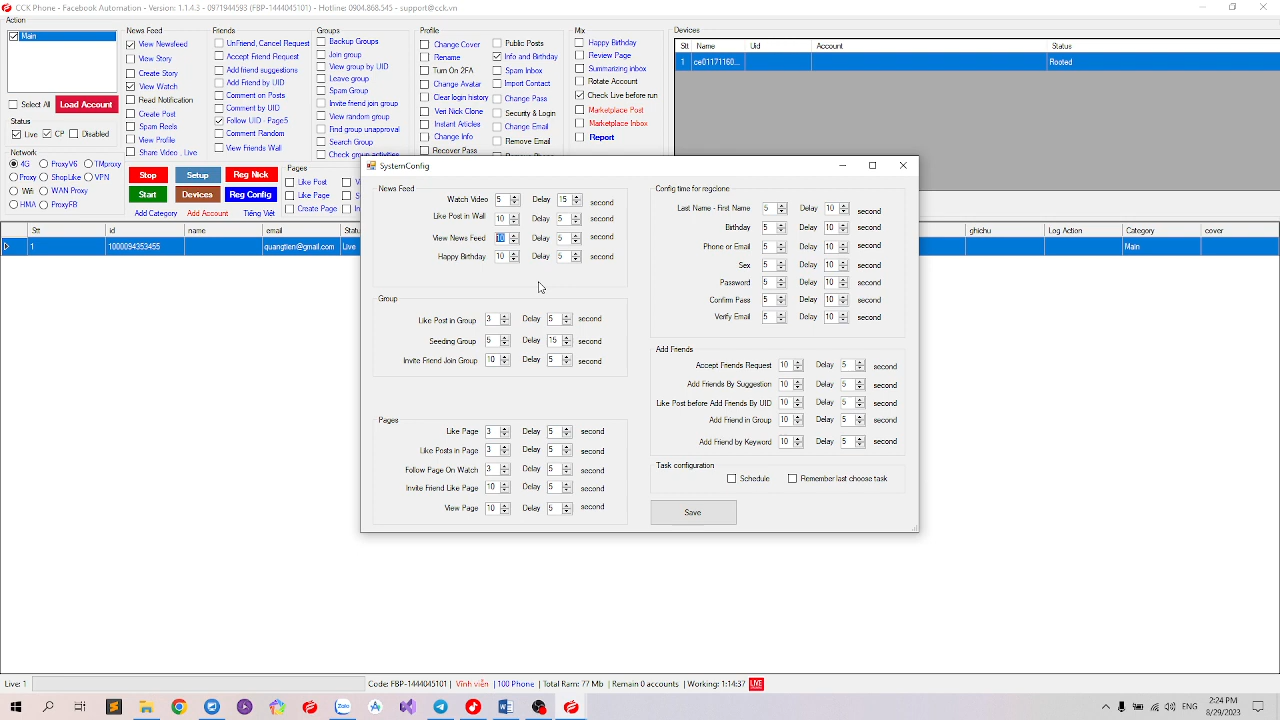 CCK Phone - Facebook Automation - Version: 1.1.4.3 - 0971944593 (FBP-1444045101) - Hotline: 0904.868.545 - support@cck.vn
Action
Main
Select All
Load Account
Status
Live
CP
Disabled
Network
4G
ProxyV6
TMproxy
Proxy
ShopLike
VPN
Wifi
WAN Proxy
HMA
ProxyFB
News Feed
View Newsfeed
View Story
Create Story
View Watch
Read Notification
Create Post
Spam Reels
View Profile
Share Video , Live
Friends
UnFriend, Cancel Request
Accept Friend Request
Add friend suggestions
Add Friend by UID
Comment on Posts
Comment by UID
Follow UID - Page5
Comment Random
View Friends Wall
Groups
Backup Groups
Join group
View group by UID
Leave group
Spam Group
Invite friend join group
View random group
Find group unapproval
Search Group
Check group activities
Profile
Change Cover
Rename
Turn On 2FA
Change Avatar
Clear login history
Veri Nick Clone
Instant Articles
Change Info
Recover Pass
Public Posts
Info and Birthday
Spam Inbox
Import Contact
Change Pass
Security & Login
Change Email
Remove Email
Mix
Happy Birthday
Review Page
Summarizing inbox
Rotate Account
Check Live before run
Marketplace Post
Marketplace Inbox
Report
Devices
Stt Name Uid Account Status
1 ce01171160... Rooted
Stop Setup Reg Nick
Start Devices Reg Config
Add Category Add Account Tiếng Việt
Pages
Like Post
Like Page
Create Page
Stt id name email Statu
1 1000094353455 quangtien@gmail.com Live
ghichu Log Action Category cover
Main
SystemConfig
News Feed
Watch Video 5 Delay 15 second
Like Post in Wall 10 Delay 5 second
View News Feed 10 Delay 5 second
Happy Birthday 10 Delay 5 second
Group
Like Post in Group 3 Delay 5 second
Seeding Group 5 Delay 15 second
Invite Friend Join Group 10 Delay 5 second
Pages
Like Page 3 Delay 5 second
Like Posts in Page 3 Delay 5 second
Follow Page On Watch 3 Delay 5 second
Invite Friend Like Page 10 Delay 5 second
View Page 10 Delay 5 second
Config time for regclone
Last Name - First Name 5 Delay 10 second
Birthday 5 Delay 10 second
Phone or Email 5 Delay 10 second
Sex 5 Delay 10 second
Password 5 Delay 10 second
Confirm Pass 5 Delay 10 second
Verify Email 5 Delay 10 second
Add Friends
Accept Friends Request 10 Delay 5 second
Add Friends By Suggestion 10 Delay 5 second
Like Post before Add Friends By UID 10 Delay 5 second
Add Friend in Group 10 Delay 5 second
Add Friend by Keyword 10 Delay 5 second
Task configuration
Schedule Remember last choose task
Save
Live: 1 Code: FBP-1444045101 | Vĩnh viễn | 100 Phone | Total Ram: 77 Mb | Remain 0 accounts | Working: 1:14:37 LIVE
Zalo
ENG
2:24 PM
8/29/2023